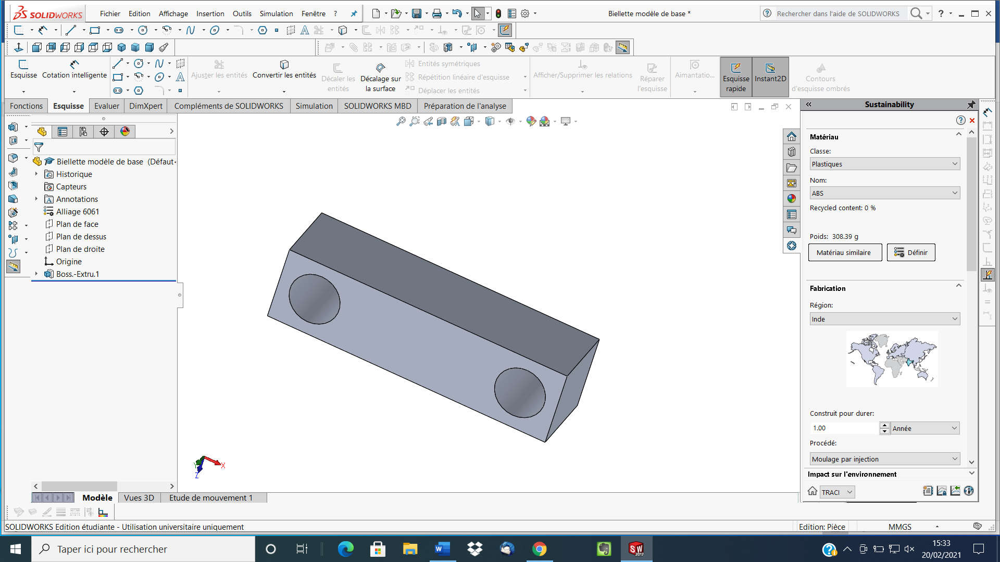 SOLIDWORKS
Fichier Edition Affichage Insertion Outils Simulation Fenêtre ?
Biellette modèle de base *
Rechercher dans l'aide de SOLIDWORKS
?
Esquisse
Cotation intelligente
Ajuster les entités
Convertir les entités
Décaler les entités
Décalage sur la surface
Entités symétriques
Répétition linéaire d'esquisse
Déplacer les entités
Afficher/Supprimer les relations
Réparer l'esquisse
Aimantatio...
Esquisse rapide
Instant2D
Contours d'esquisse ombrés
Fonctions Esquisse Evaluer DimXpert Compléments de SOLIDWORKS Simulation SOLIDWORKS MBD Préparation de l'analyse
Biellette modèle de base (Défaut<
Historique
Capteurs
Annotations
Alliage 6061
Plan de face
Plan de dessus
Plan de droite
Origine
Boss.-Extru.1
X
Y
Z
Sustainability
Matériau
Classe:
Plastiques
Nom:
ABS
Recycled content: 0 %
Poids: 308.39 g
Matériau similaire
Définir
Fabrication
Région:
Inde
Construit pour durer:
1.00
Année
Procédé:
Moulage par injection
Impact sur l'environnement
TRACI
Modèle Vues 3D Etude de mouvement 1
SOLIDWORKS Edition étudiante - Utilisation universitaire uniquement
Edition: Pièce
MMGS
Taper ici pour rechercher
SW
2017
15:33
20/02/2021